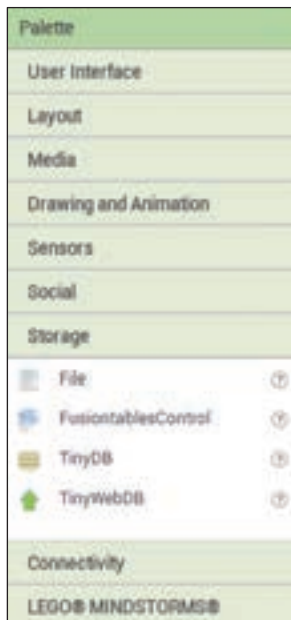 Palette
User Interface
Layout
Media
Drawing and Animation
Sensors
Social
Storage
File
FusiontablesControl
TinyDB
TinyWebDB
Connectivity
LEGO® MINDSTORMS®